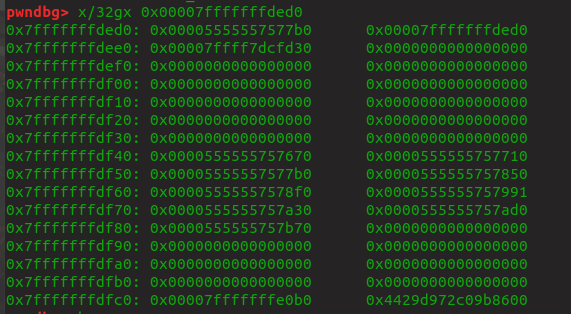 pwndbg> x/32gx 0x00007fffffffded0
0x7fffffffded0: 0x00005555557577b0 0x00007fffffffded0
0x7fffffffdee0: 0x00007ffff7dcfd30 0x0000000000000000
0x7fffffffdef0: 0x0000000000000000 0x0000000000000000
0x7fffffffdf00: 0x0000000000000000 0x0000000000000000
0x7fffffffdf10: 0x0000000000000000 0x0000000000000000
0x7fffffffdf20: 0x0000000000000000 0x0000000000000000
0x7fffffffdf30: 0x0000000000000000 0x0000000000000000
0x7fffffffdf40: 0x0000555555757670 0x0000555555757710
0x7fffffffdf50: 0x00005555557577b0 0x0000555555757850
0x7fffffffdf60: 0x00005555557578f0 0x0000555555757991
0x7fffffffdf70: 0x0000555555757a30 0x0000555555757ad0
0x7fffffffdf80: 0x0000555555757b70 0x0000000000000000
0x7fffffffdf90: 0x0000000000000000 0x0000000000000000
0x7fffffffdfa0: 0x0000000000000000 0x0000000000000000
0x7fffffffdfb0: 0x0000000000000000 0x0000000000000000
0x7fffffffdfc0: 0x00007fffffffe0b0 0x4429d972c09b8600